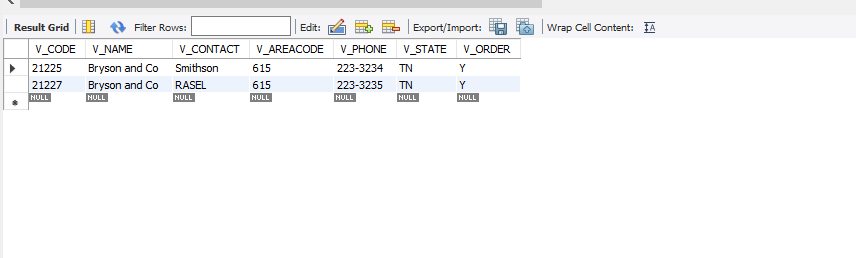 Result Grid Filter Rows: Edit: Export/Import: Wrap Cell Content: IA
V_CODE V_NAME V_CONTACT V_AREACODE V_PHONE V_STATE V_ORDER
21225 Bryson and Co Smithson 615 223-3234 TN Y
21227 Bryson and Co RASEL 615 223-3235 TN Y
NULL NULL NULL NULL NULL NULL NULL